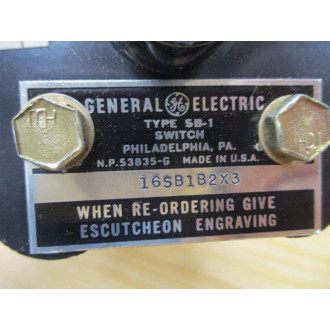 GENERAL GE ELECTRIC
TYPE SB-1
SWITCH
PHILADELPHIA, PA.
N.P.53835-G MADE IN U.S.A.
16SB1B2X3
WHEN RE-ORDERING GIVE
ESCUTCHEON ENGRAVING